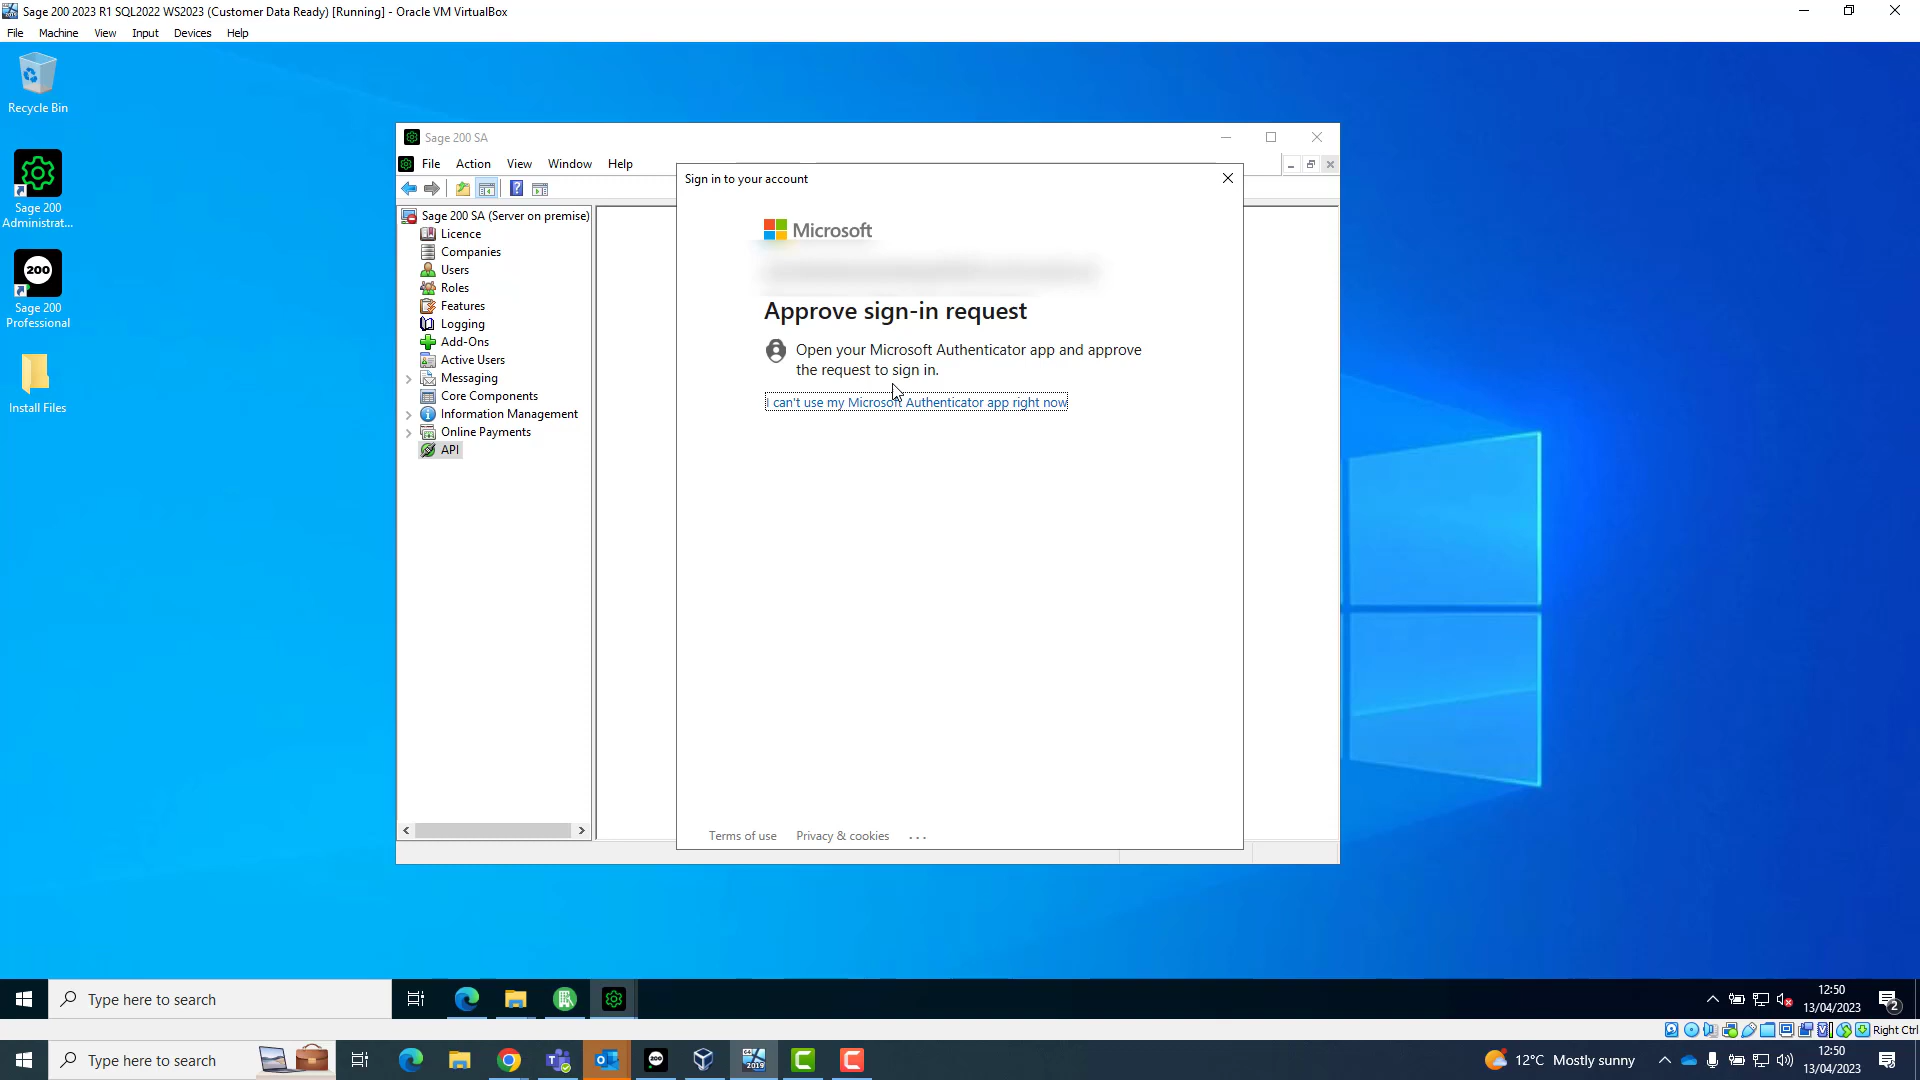 Sage 200 2023 R1 SQL2022 WS2023 (Customer Data Ready) [Running] - Oracle VM VirtualBox
File Machine View Input Devices Help
Recycle Bin
Sage 200
Administrat...
200
Sage 200
Professional
Install Files
Sage 200 SA
File Action View Window Help
Sage 200 SA (Server on premise)
Licence
Companies
Users
Roles
Features
Logging
Add-Ons
Active Users
Messaging
Core Components
Information Management
Online Payments
API
Sign in to your account
Microsoft
Approve sign-in request
Open your Microsoft Authenticator app and approve
the request to sign in.
I can't use my Microsoft Authenticator app right now
Terms of use Privacy & cookies ...
Type here to search
12:50
13/04/2023
2
Right Ctrl
Type here to search
200
2019
12°C Mostly sunny
12:50
13/04/2023